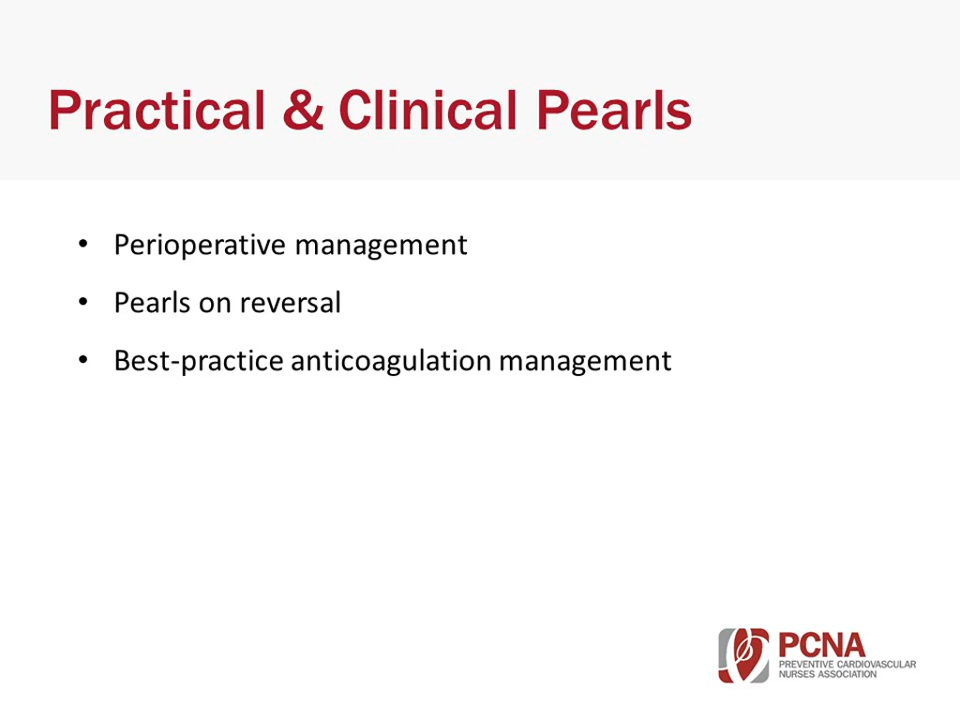 Practical & Clinical Pearls
• Perioperative management
• Pearls on reversal
• Best-practice anticoagulation management
PCNA
PREVENTIVE CARDIOVASCULAR
NURSES ASSOCIATION